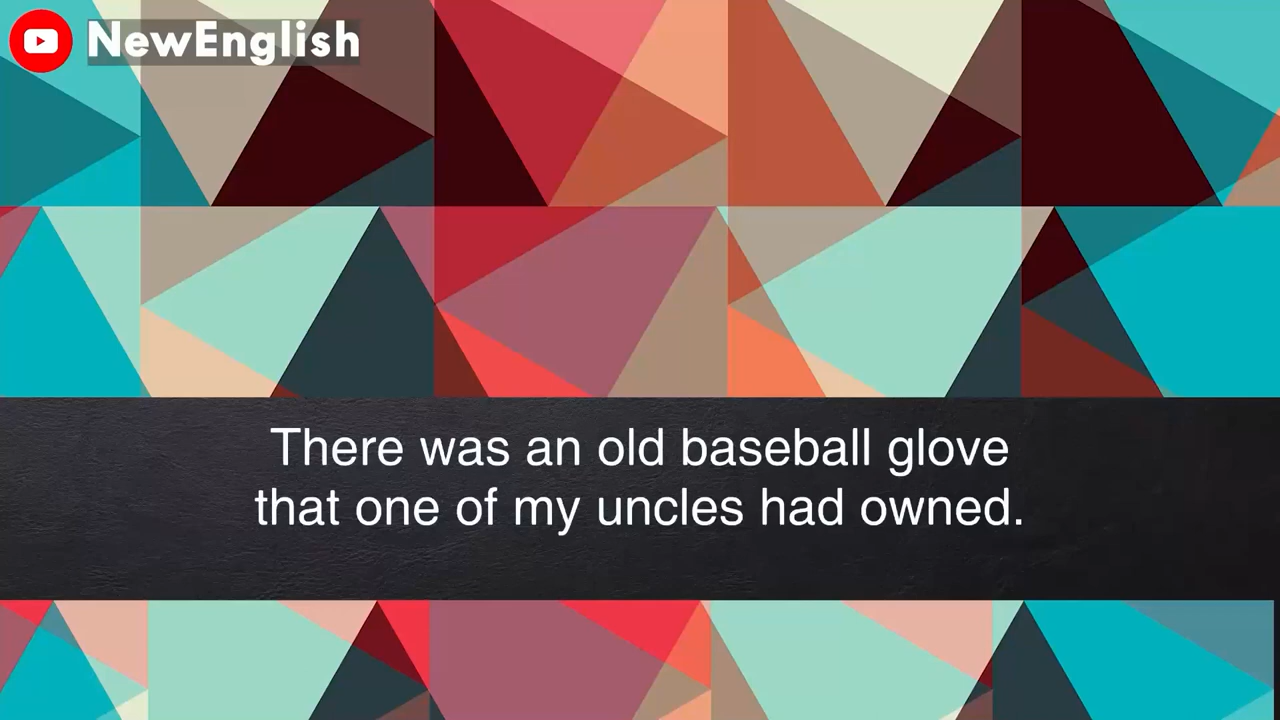 NewEnglish
There was an old baseball glove
that one of my uncles had owned.